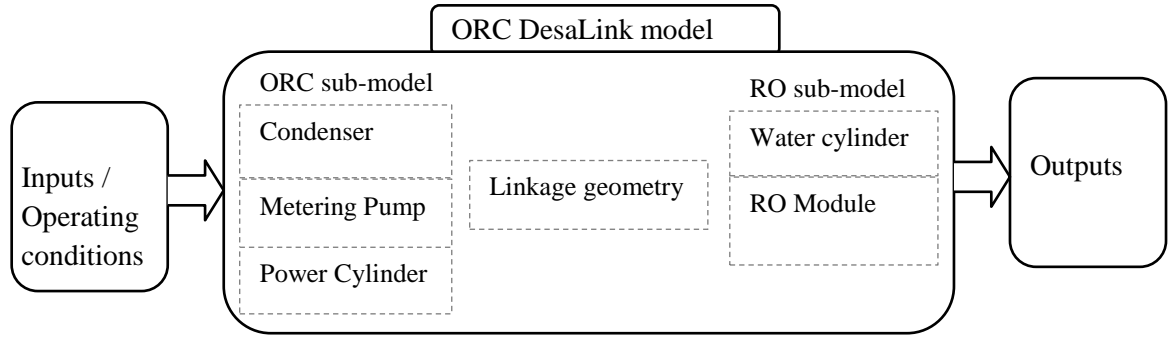 ORC DesaLink model
Inputs /
Operating
conditions
ORC sub-model
Condenser
Metering Pump
Power Cylinder
Linkage geometry
RO sub-model
Water cylinder
RO Module
Outputs